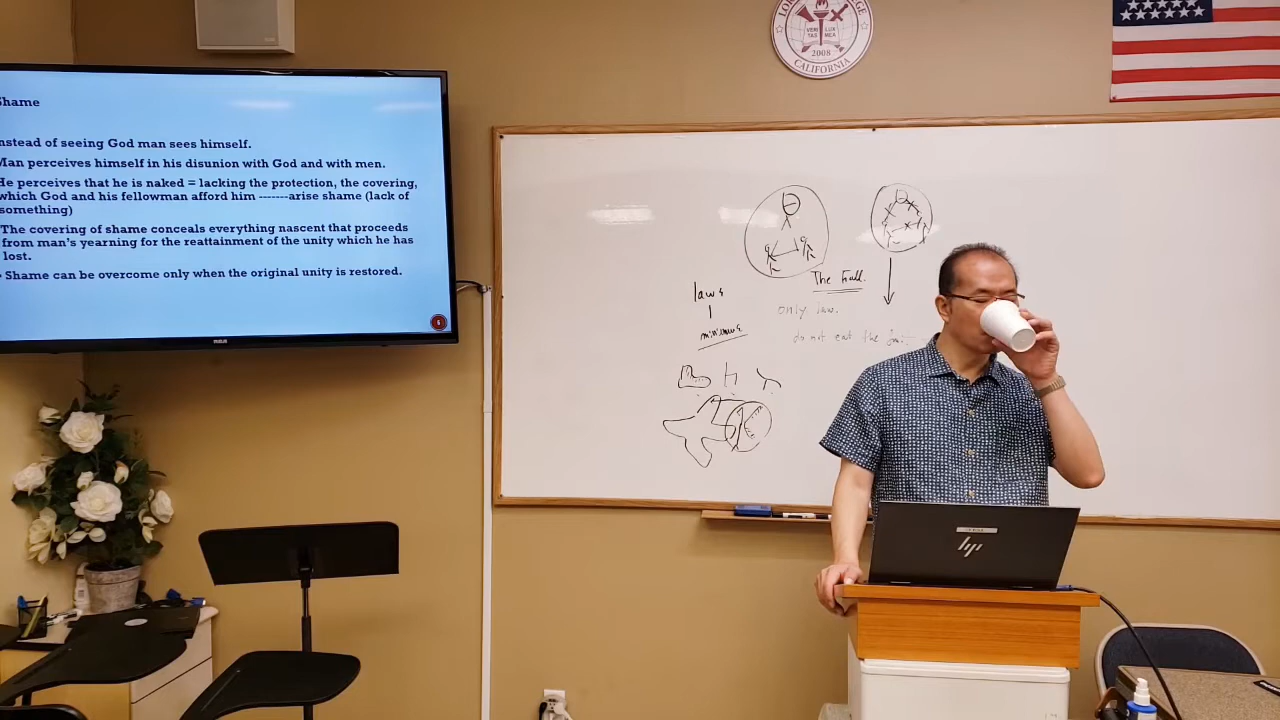 Shame
nstead of seeing God man sees himself.
Man perceives himself in his disunion with God and with men.
He perceives that he is naked = lacking the protection, the covering,
which God and his fellowman afford him -------arise shame (lack of
something)
The covering of shame conceals everything nascent that proceeds
from man's yearning for the reattainment of the unity which he has
lost.
• Shame can be overcome only when the original unity is restored.
6
RCA
VERI LUX
TAS MEA
2008
CALIFORNIA
The Fall.
laws
only law.
minimum.
do not eat the
hp